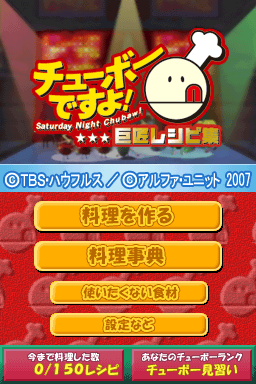 チューボー
ですよ!
Saturday Night Chubaw!
★★★巨匠レシピ集
©TBS・ハウフルス / ©アルファ・ユニット 2007
料理を作る
料理事典
使いたくない食材
設定など
今まで料理した数
0/150レシピ
あなたのチューボーランク
チューボー見習い